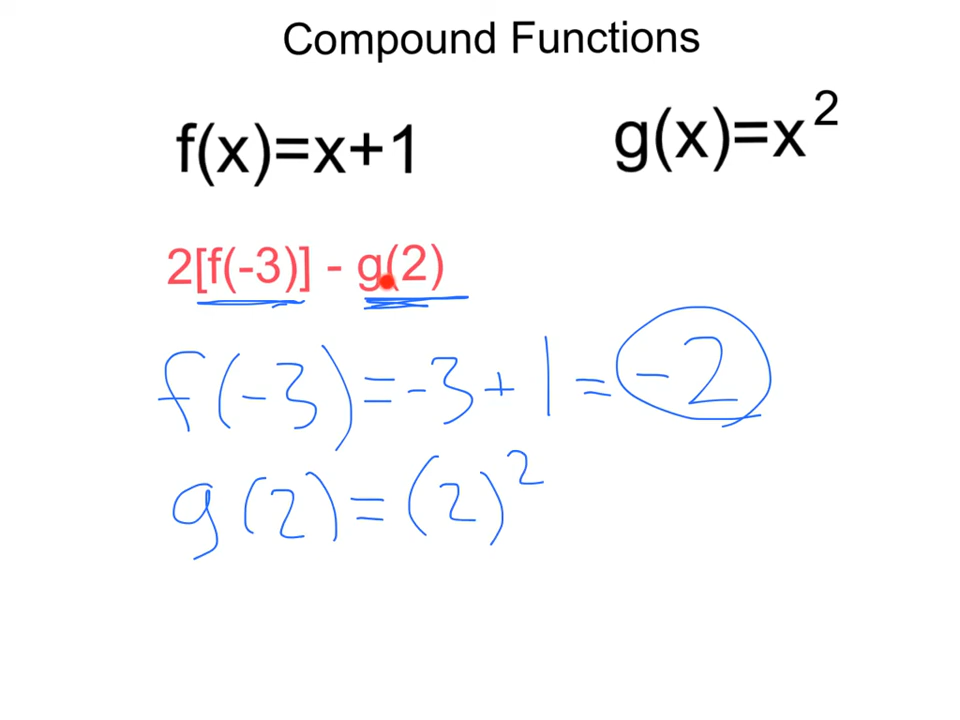 Compound Functions
f(x)=x+1 g(x)=x²
2[f(-3)] - g(2)
f(-3)=-3+1=-2
g(2)=(2)²